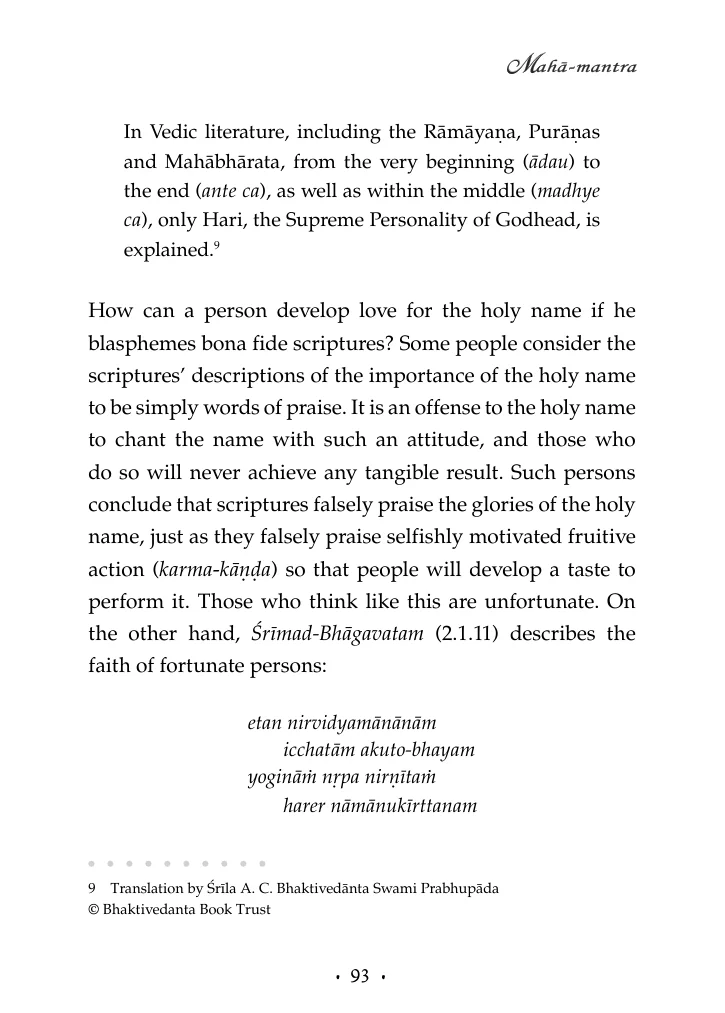 Mahā-mantra
In Vedic literature, including the Rāmāyaṇa, Purāṇas
and Mahābhārata, from the very beginning (ādau) to
the end (ante ca), as well as within the middle (madhye
ca), only Hari, the Supreme Personality of Godhead, is
explained.9
How can a person develop love for the holy name if he
blasphemes bona fide scriptures? Some people consider the
scriptures’ descriptions of the importance of the holy name
to be simply words of praise. It is an offense to the holy name
to chant the name with such an attitude, and those who
do so will never achieve any tangible result. Such persons
conclude that scriptures falsely praise the glories of the holy
name, just as they falsely praise selfishly motivated fruitive
action (karma-kāṇḍa) so that people will develop a taste to
perform it. Those who think like this are unfortunate. On
the other hand, Śrīmad-Bhāgavatam (2.1.11) describes the
faith of fortunate persons:
etan nirvidyamānānām
icchatām akuto-bhayam
yogināṁ nṛpa nirṇītaṁ
harer nāmānukīrttanam
9 Translation by Śrīla A. C. Bhaktivedānta Swami Prabhupāda
© Bhaktivedanta Book Trust
• 93 •